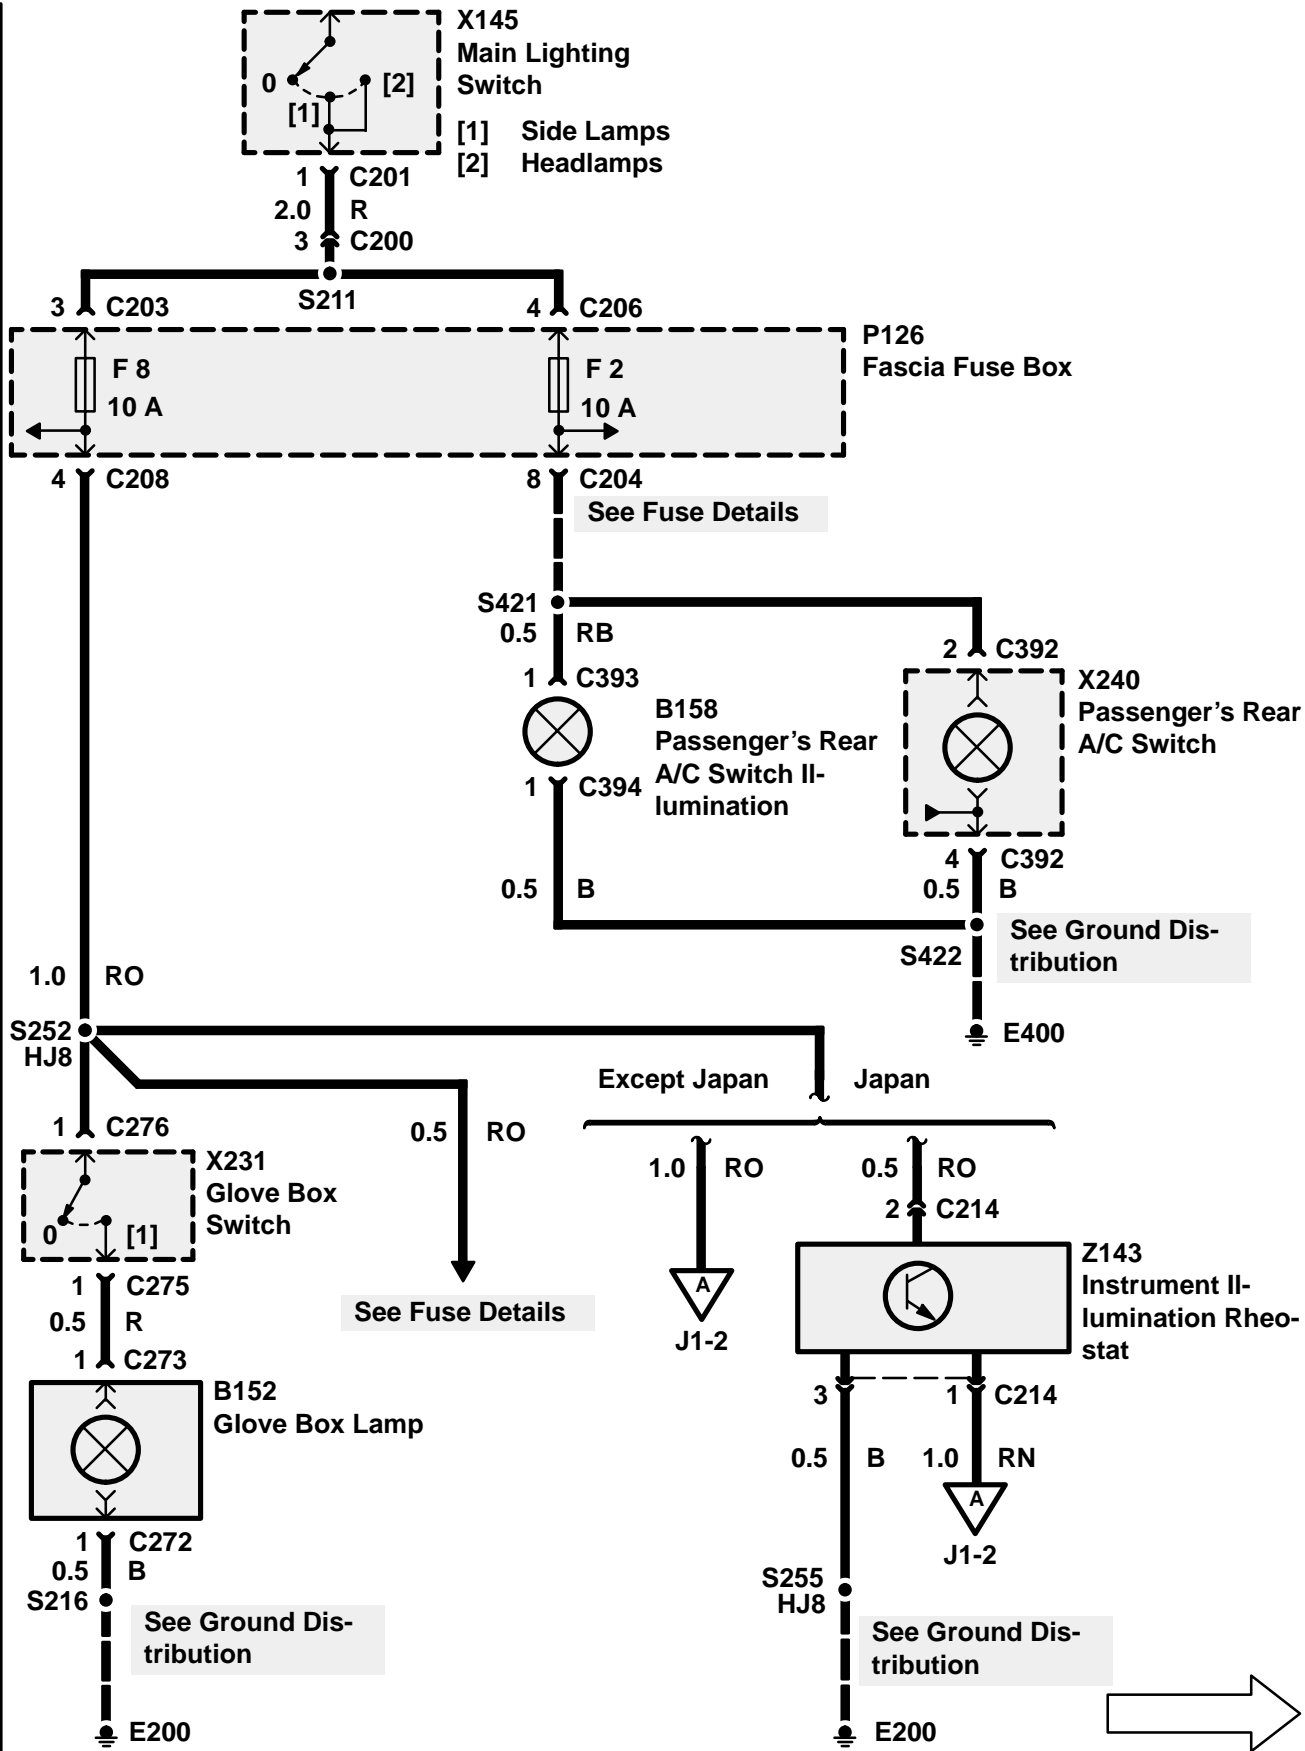 X145
Main Lighting
Switch
0
[2]
[1]
[1] Side Lamps
[2] Headlamps
1 C201
2.0 R
3 C200
S211
3 C203
4 C206
P126
Fascia Fuse Box
F 8
10 A
F 2
10 A
4 C208
8 C204
See Fuse Details
S421
0.5 RB
2 C392
1 C393
X240
Passenger’s Rear
A/C Switch
B158
Passenger’s Rear
A/C Switch Il-
lumination
1 C394
4 C392
0.5 B
0.5 B
See Ground Dis-
tribution
S422
1.0 RO
S252
HJ8
E400
Except Japan
Japan
1 C276
0.5 RO
X231
Glove Box
Switch
0
[1]
1.0 RO
0.5 RO
2 C214
Z143
Instrument Il-
lumination Rheo-
stat
1 C275
0.5 R
See Fuse Details
A
J1-2
1 C273
B152
Glove Box Lamp
3
1 C214
0.5 B
1.0 RN
A
J1-2
1 C272
0.5 B
S216
S255
HJ8
See Ground Dis-
tribution
See Ground Dis-
tribution
E200
E200